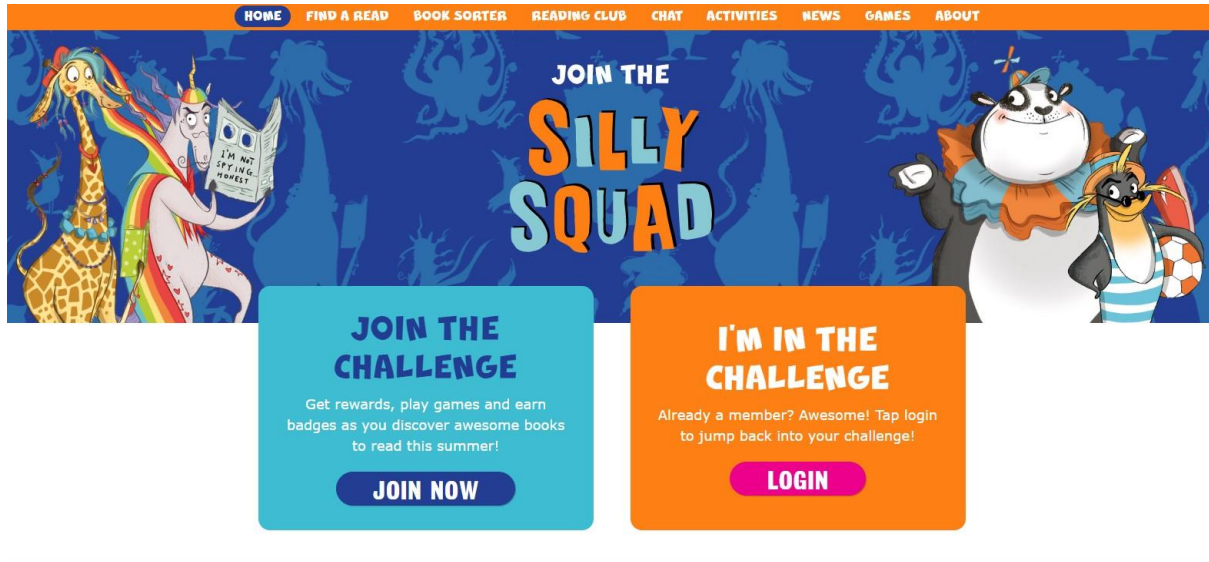 HOME FIND A READ BOOK SORTER READING CLUB CHAT ACTIVITIES NEWS GAMES ABOUT
JOIN THE
SILLY
SQUAD
I'M NOT
SPYING...
HONEST
JOIN THE
CHALLENGE
Get rewards, play games and earn
badges as you discover awesome books
to read this summer!
JOIN NOW
I'M IN THE
CHALLENGE
Already a member? Awesome! Tap login
to jump back into your challenge!
LOGIN